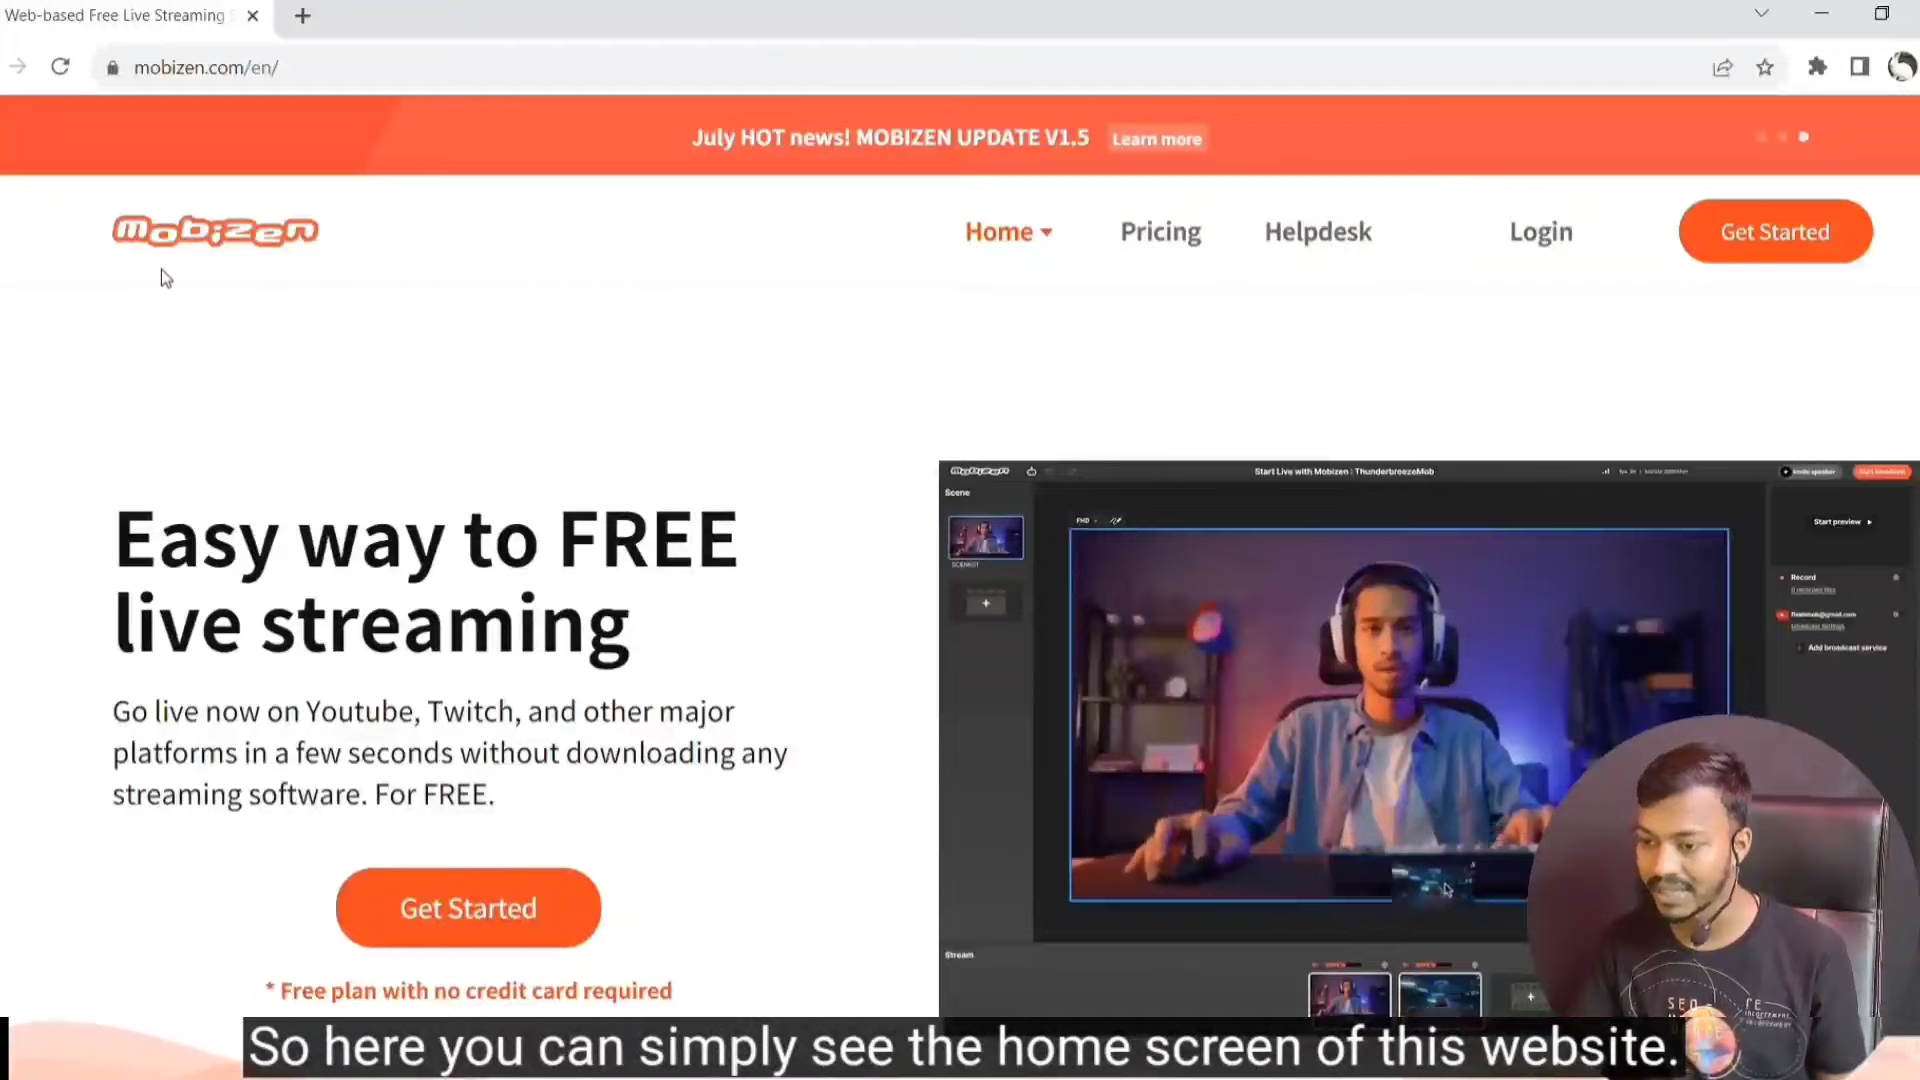 Web-based Free Live Streaming
mobizen.com/en/
July HOT news! MOBIZEN UPDATE V1.5 Learn more
mobizen
Home Pricing Helpdesk Login Get Started
Easy way to FREE
live streaming
Go live now on Youtube, Twitch, and other major
platforms in a few seconds without downloading any
streaming software. For FREE.
Get Started
* Free plan with no credit card required
mobizen
Start Live with Mobizen | ThunderbreezeMob
Invite speaker
Scene
FHD
Start preview
Record
Add broadcast service
Stream
So here you can simply see the home screen of this website.